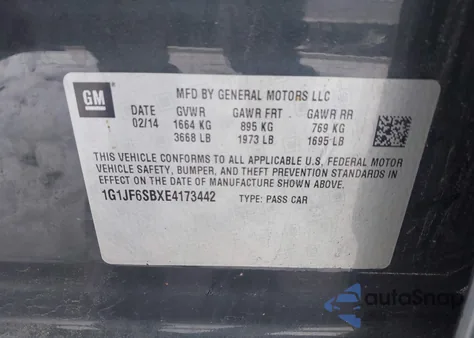 GM
MFD BY GENERAL MOTORS LLC
DATE GVWR GAWR FRT GAWR RR
02/14 1664 KG 895 KG 769 KG
3668 LB 1973 LB 1695 LB
THIS VEHICLE CONFORMS TO ALL APPLICABLE U.S. FEDERAL MOTOR
VEHICLE SAFETY, BUMPER, AND THEFT PREVENTION STANDARDS IN
EFFECT ON THE DATE OF MANUFACTURE SHOWN ABOVE.
1G1JF6SBXE4173442 TYPE: PASS CAR
autoSnap